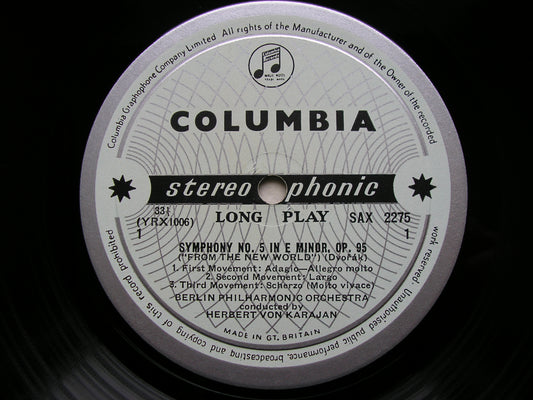 Columbia Graphophone Company Limited All rights of the Manufacturer and of the Owner of the recorded work reserved. Unauthorised public performance, broadcasting and copying of this record prohibited
COLUMBIA
stereophonic
33⅓ LONG PLAY SAX 2275
(YRX1006)
1 1
SYMPHONY NO. 5 IN E MINOR, OP. 95
("FROM THE NEW WORLD") (Dvořák)
1. First Movement: Adagio—Allegro molto
2. Second Movement: Largo
3. Third Movement: Scherzo (Molto vivace)
BERLIN PHILHARMONIC ORCHESTRA
conducted by
HERBERT VON KARAJAN
MADE IN GT. BRITAIN